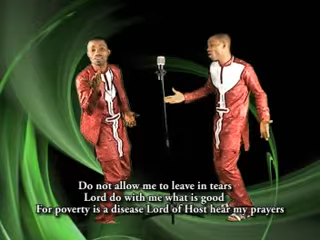 Do not allow me to leave in tears
Lord do with me what is good
For poverty is a disease Lord of Host hear my prayers